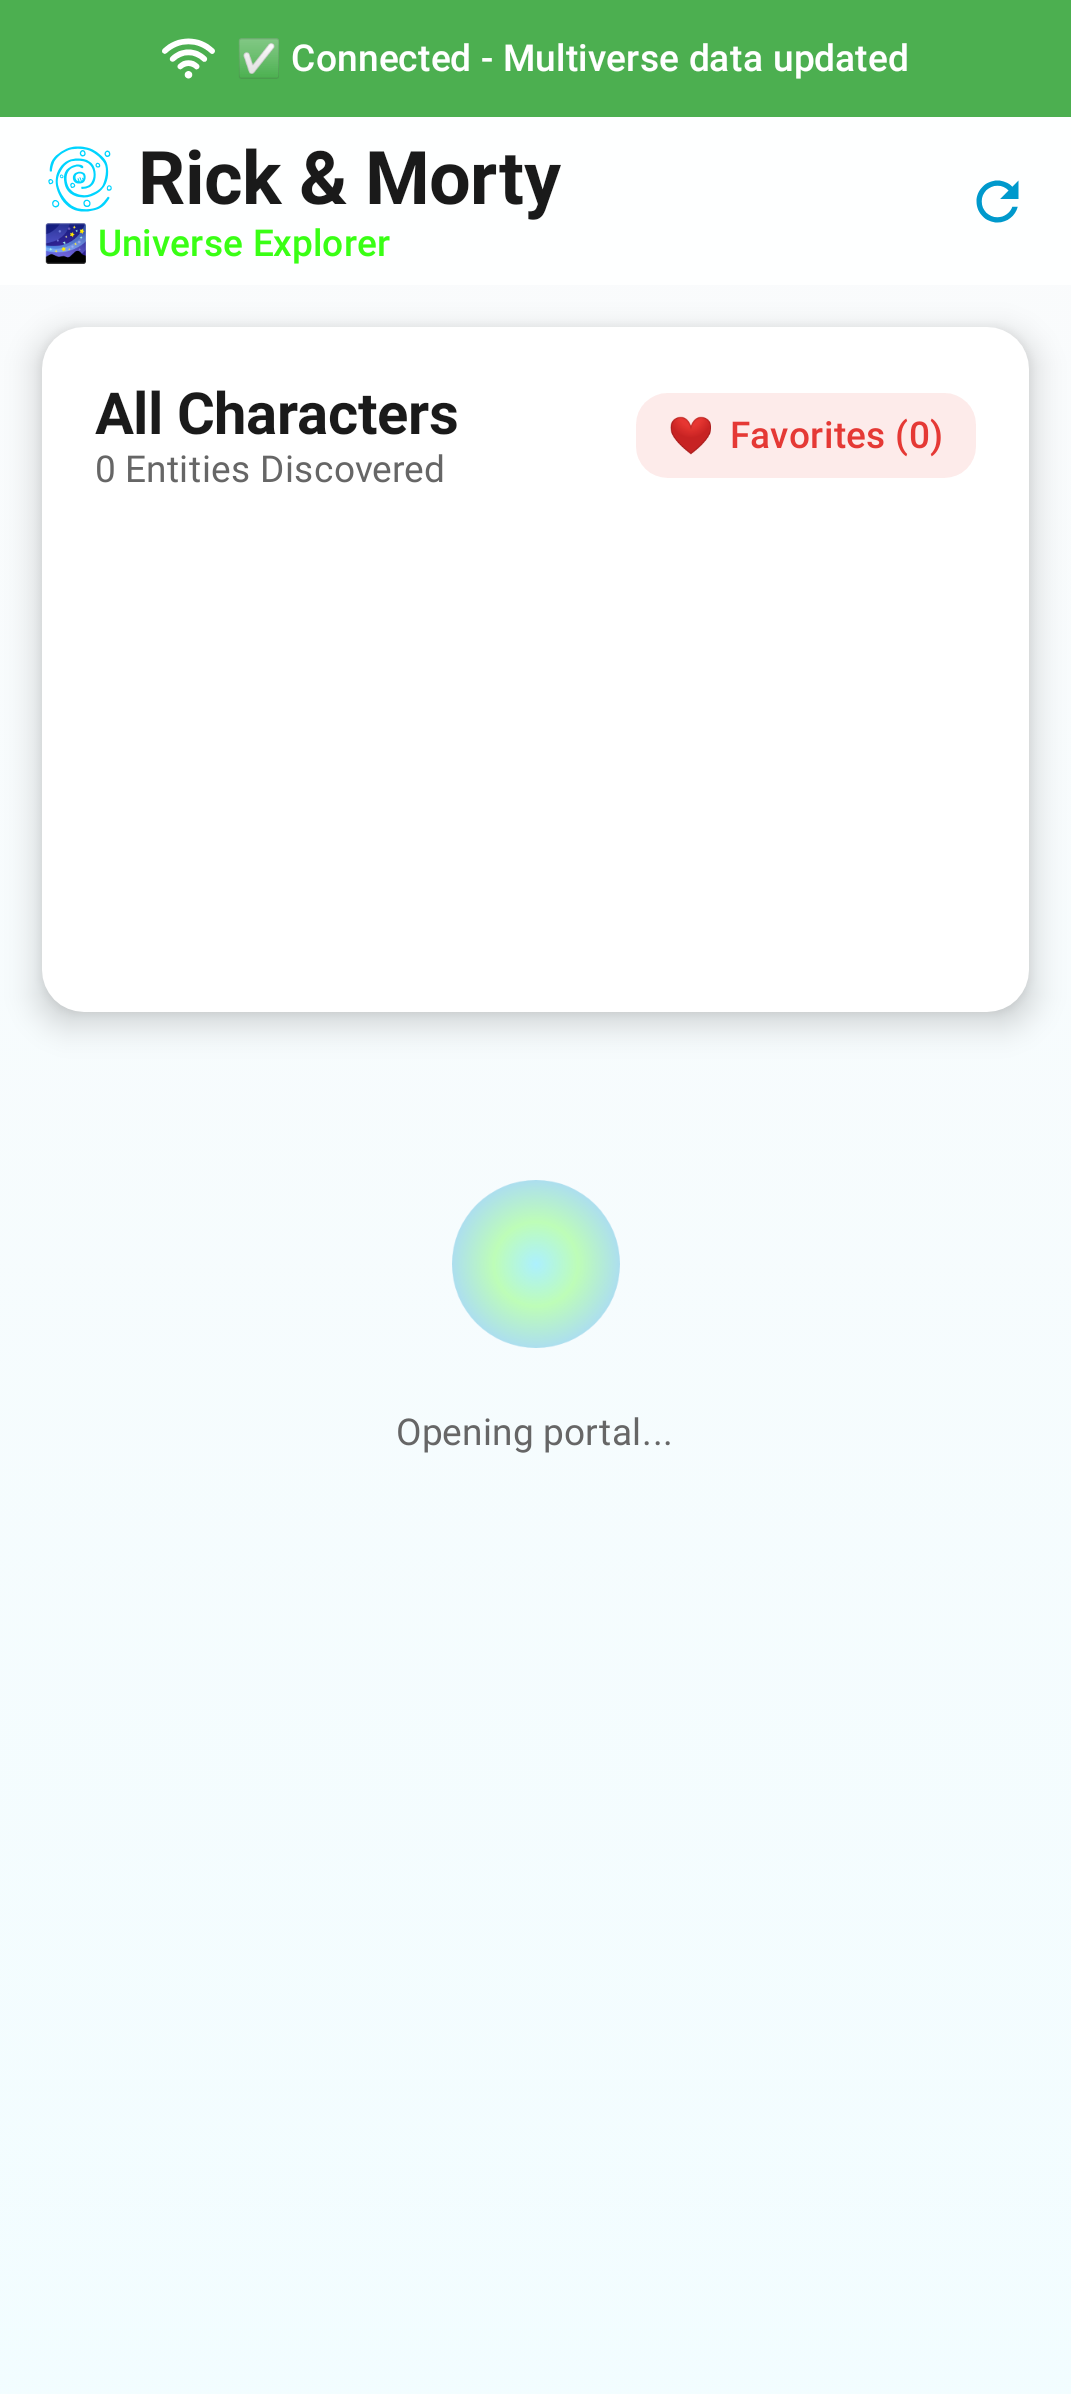 ✅ Connected - Multiverse data updated
Rick & Morty
🌌 Universe Explorer
All Characters
0 Entities Discovered
❤️ Favorites (0)
Opening portal...